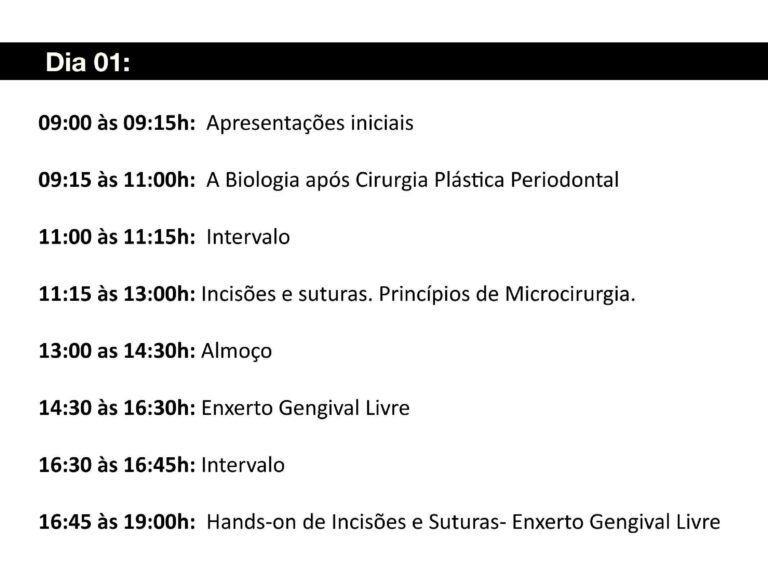 Dia 01:
09:00 às 09:15h: Apresentações iniciais
09:15 às 11:00h: A Biologia após Cirurgia Plástica Periodontal
11:00 às 11:15h: Intervalo
11:15 às 13:00h: Incisões e suturas. Princípios de Microcirurgia.
13:00 as 14:30h: Almoço
14:30 às 16:30h: Enxerto Gengival Livre
16:30 às 16:45h: Intervalo
16:45 às 19:00h: Hands-on de Incisões e Suturas- Enxerto Gengival Livre